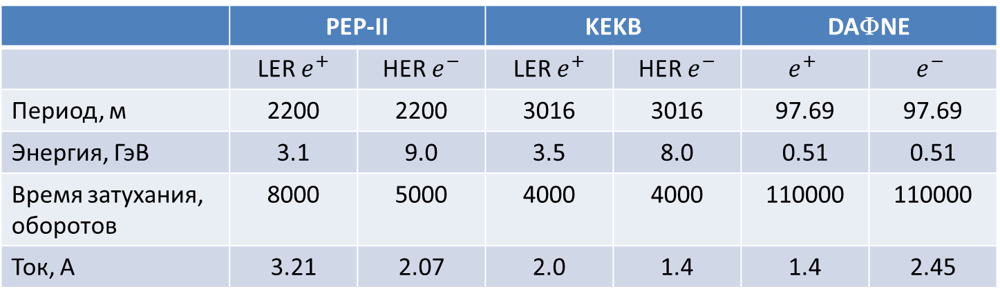 PEP-II KEKB DAΦNE
LER e⁺ HER e⁻ LER e⁺ HER e⁻ e⁺ e⁻
Период, м 2200 2200 3016 3016 97.69 97.69
Энергия, ГэВ 3.1 9.0 3.5 8.0 0.51 0.51
Время затухания, 8000 5000 4000 4000 110000 110000
оборотов
Ток, А 3.21 2.07 2.0 1.4 1.4 2.45